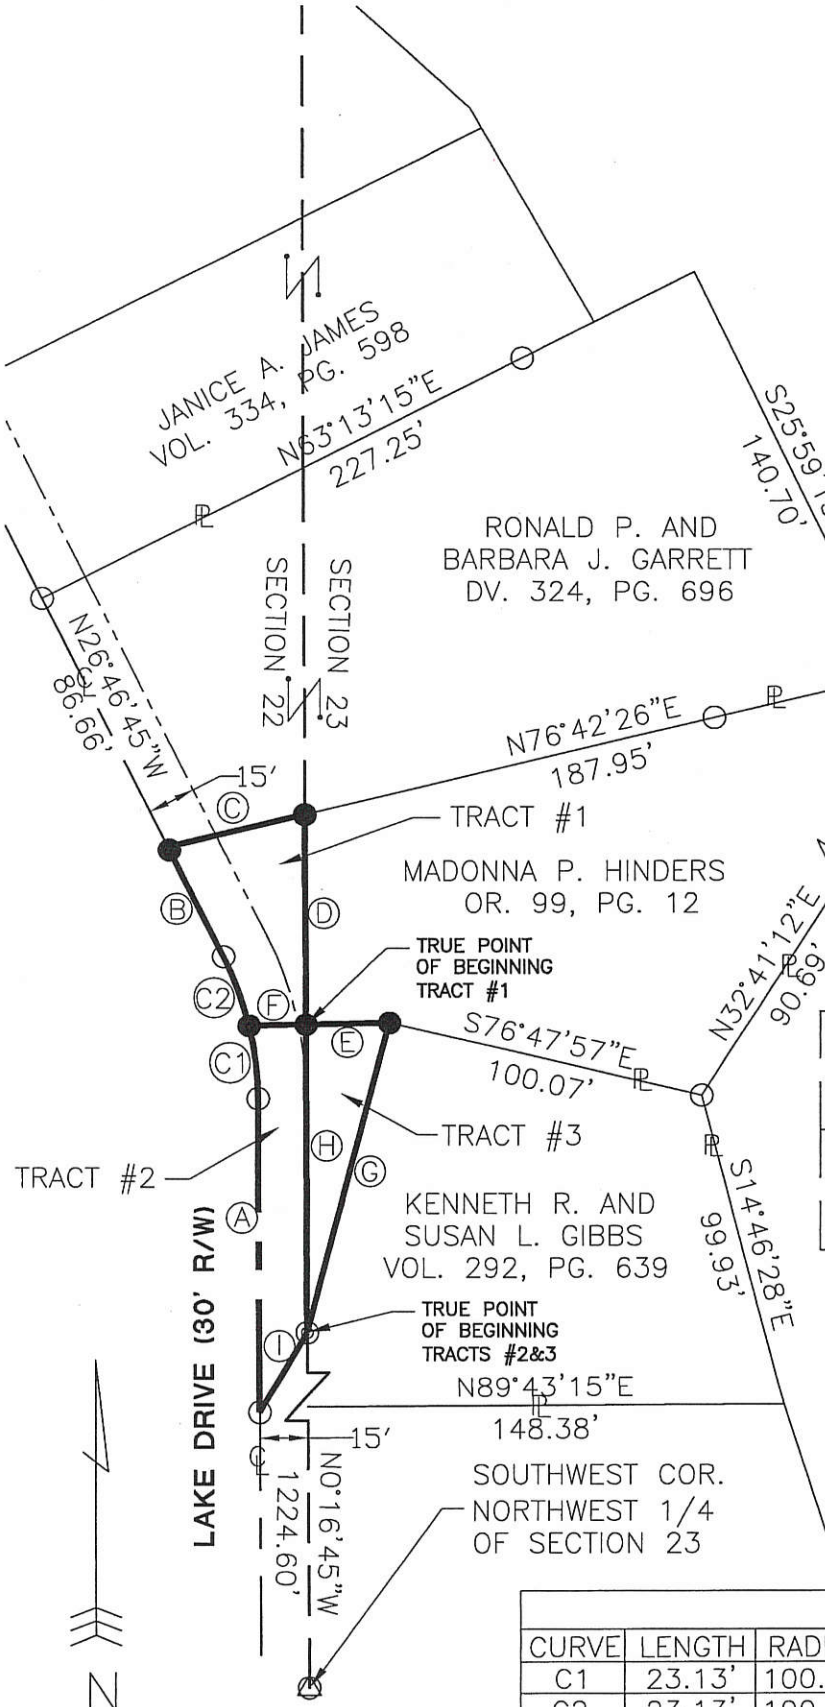 JANICE A. JAMES
VOL. 334, PG. 598
N63°13'15"E
227.25'
S25°59'
140.70'
℄
RONALD P. AND
BARBARA J. GARRETT
DV. 324, PG. 696
SECTION 22
SECTION 23
N26°46'45"W
86.66'
N76°42'26"E
187.95'
15'
C
TRACT #1
MADONNA P. HINDERS
OR. 99, PG. 12
B
D
TRUE POINT
OF BEGINNING
TRACT #1
N32°41'12"E
90.69'
C2
F
E
S76°47'57"E
100.07'
C1
TRACT #3
H
G
TRACT #2
A
KENNETH R. AND
SUSAN L. GIBBS
VOL. 292, PG. 639
S14°46'28"E
99.93'
LAKE DRIVE (30' R/W)
TRUE POINT
OF BEGINNING
TRACTS #2&3
I
N89°43'15"E
148.38'
15'
℄
N0°16'45"W
1224.60'
SOUTHWEST COR.
NORTHWEST 1/4
OF SECTION 23
N
CURVE LENGTH RAD
C1 23.13' 100.